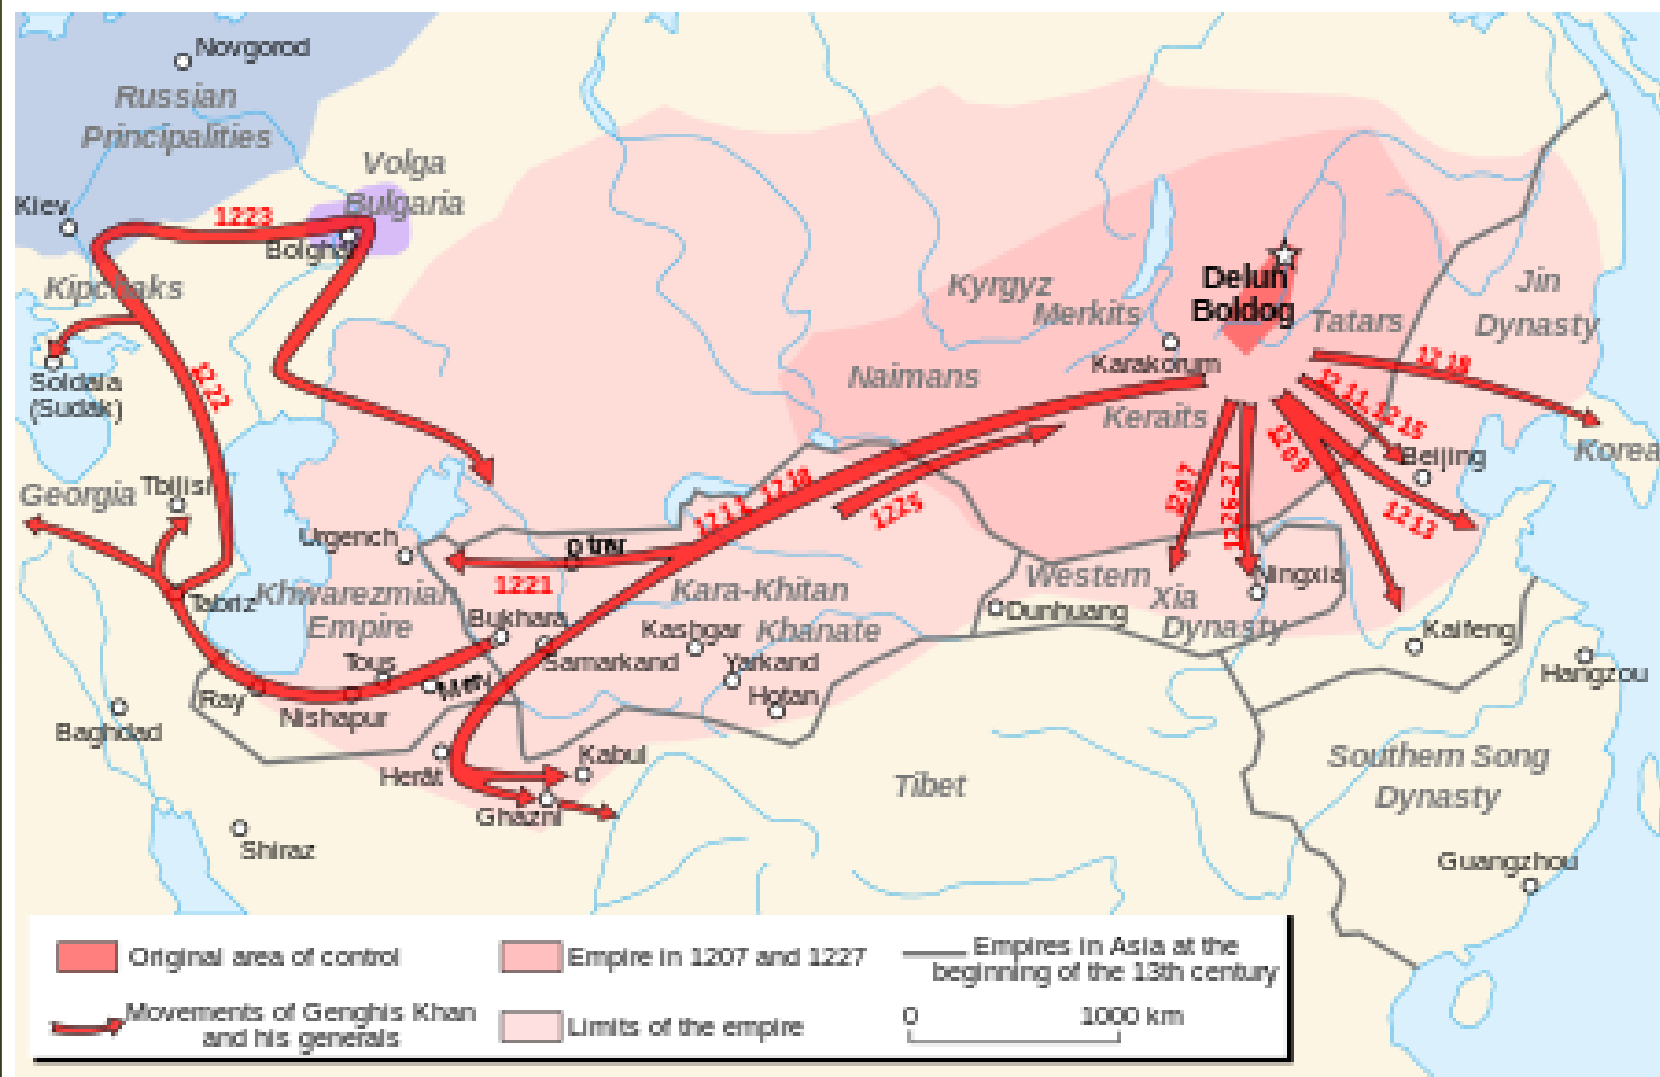 Novgorod
Russian
Principalities
Volga
Bulgaria
Kiev
1223
Bolghar
Kipchaks
Soldaia
(Sudak)
1222
Georgia
Tbilisi
Tabriz
Urgench
Otrar
1221
Khwarezmian
Empire
Bukhara
Samarkand
Tous
Merv
Ray
Nishapur
Baghdad
Herat
Kabul
Ghazni
Shiraz
Kara-Khitan
Khanate
Kashgar
Yarkand
Hotan
1225
Kyrgyz
Merkits
Naimans
Keraits
Karakorum
Delun
Boldog
Tatars
Jin
Dynasty
1218
1211, 1215
1209
1213
1207
1226-27
Beijing
Korea
Western
Xia
Dynasty
Ningxia
Dunhuang
Kaifeng
Hangzou
Tibet
Southern Song
Dynasty
Guangzhou
Original area of control
Movements of Genghis Khan
and his generals
Empire in 1207 and 1227
Limits of the empire
Empires in Asia at the
beginning of the 13th century
0 1000 km